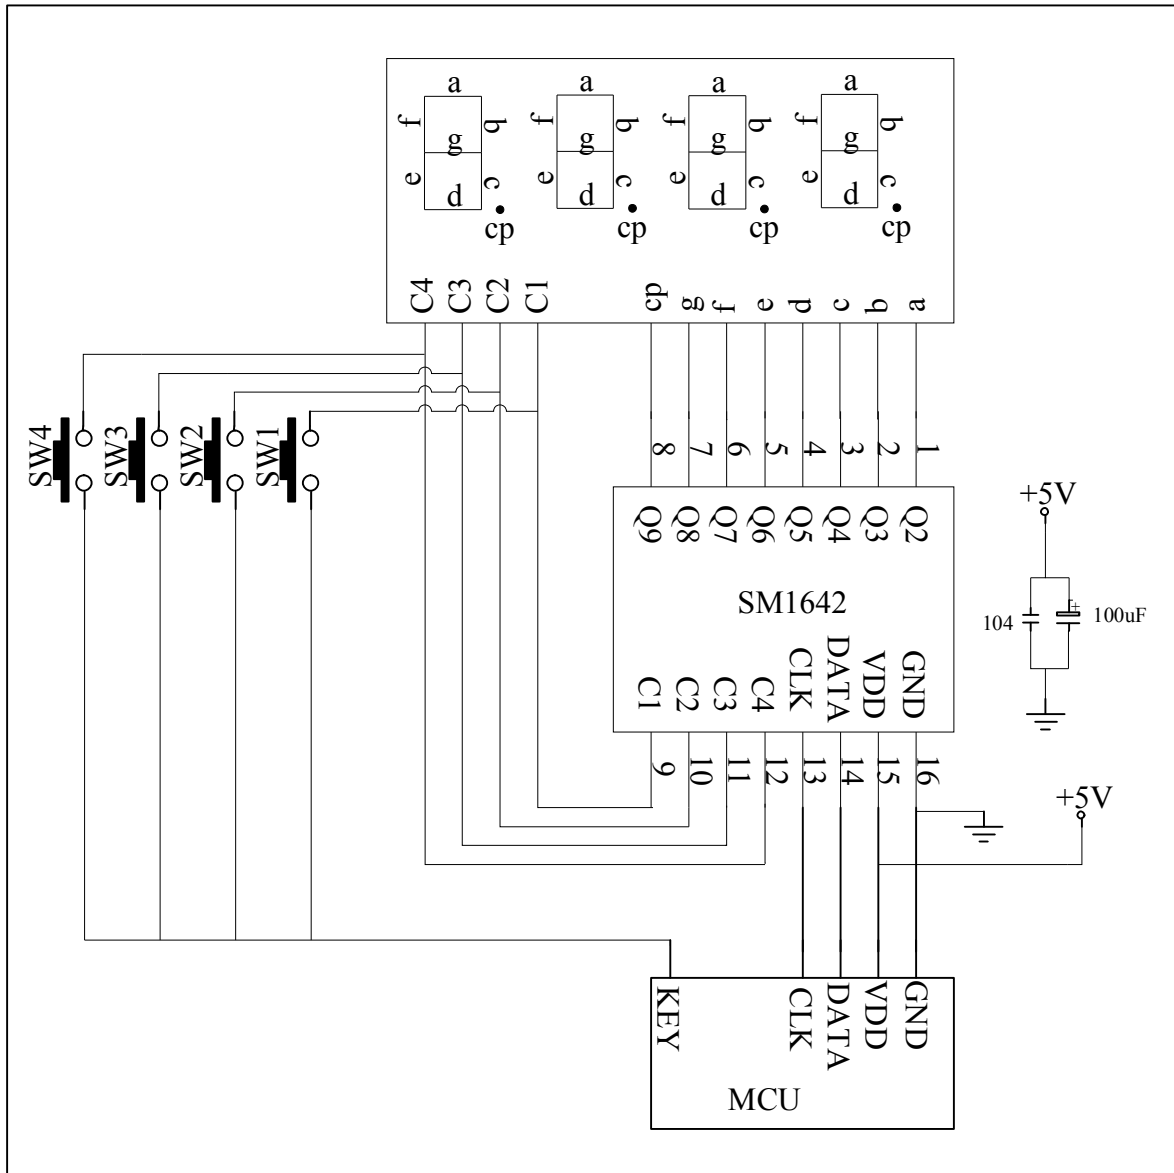 a a a a
f b f b f b f b
g g g g
e c e c e c e c
d d d d
cp cp cp cp
C4 C3 C2 C1 cp g f e d c b a
SW4 SW3 SW2 SW1
8 7 6 5 4 3 2 1
+5V
Q9 Q8 Q7 Q6 Q5 Q4 Q3 Q2
SM1642
104 + 100uF
C1 C2 C3 C4 CLK DATA VDD GND
9 10 11 12 13 14 15 16
+5V
KEY CLK DATA VDD GND
MCU